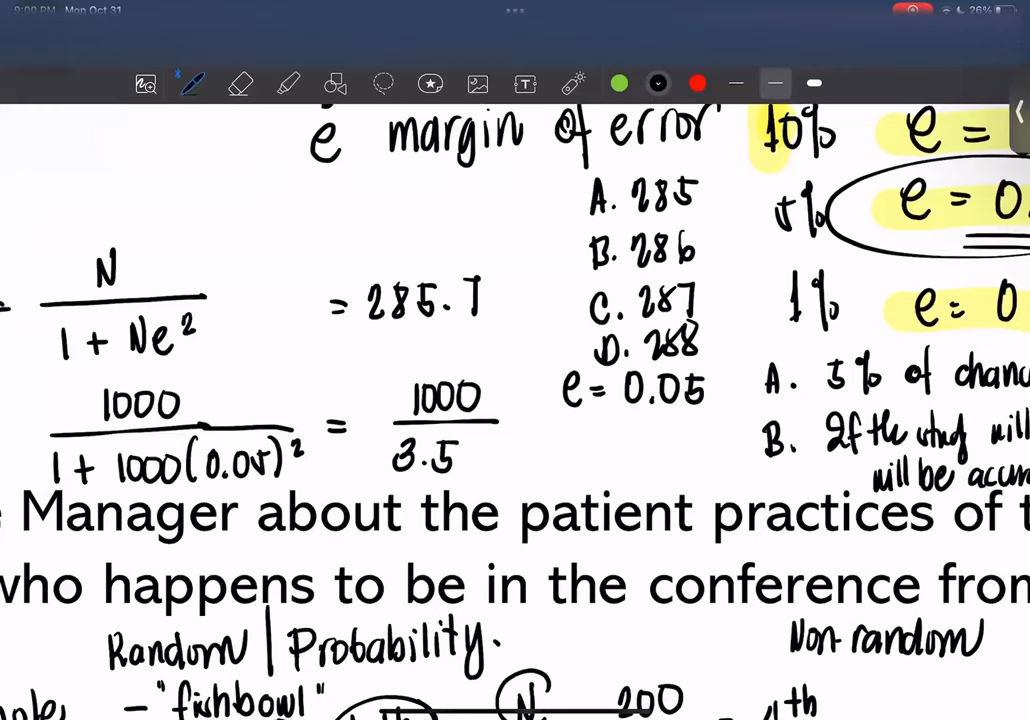 9:00 PM Mon Oct 31
26%
e margin of error 10% e =
A. 285
5% e = 0.
B. 286
N
= 285.7
C. 287
1% e = 0
1 + Ne²
D. 288
e = 0.05
A. 5% of chanc
1000 = 1000
B. If the study will
1 + 1000(0.05)² 3.5
will be accur
Manager about the patient practices of t
who happens to be in the conference from
Random | Probability. Non-random
- "fishbowl" N 200
4th